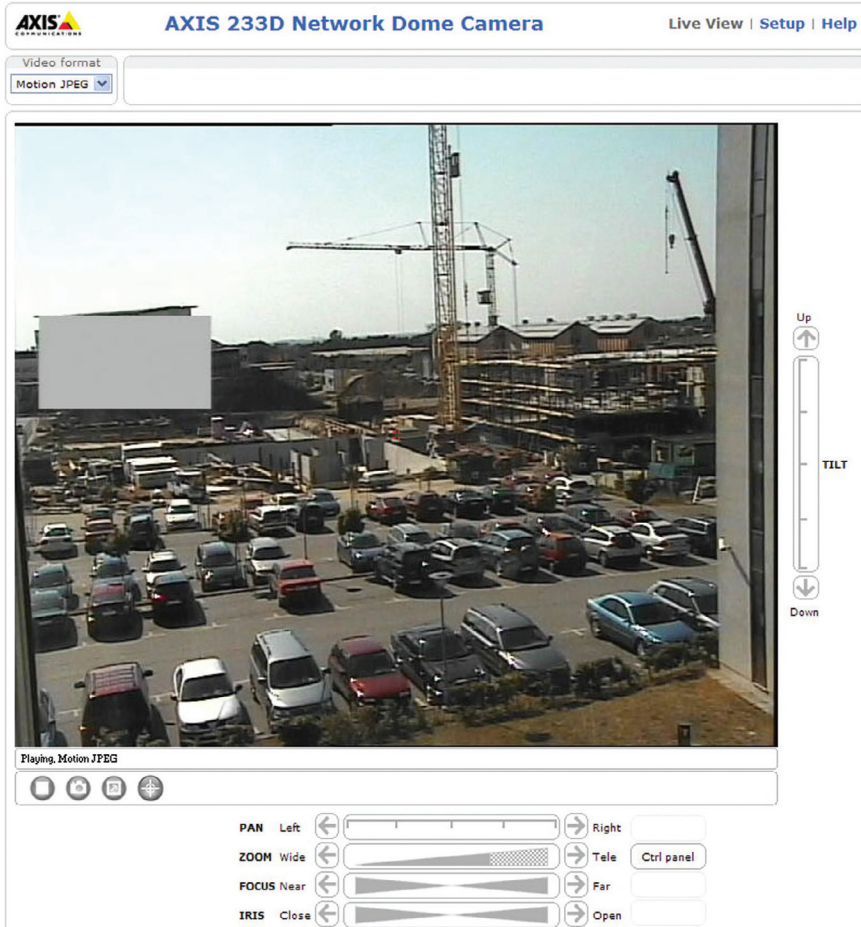 AXIS
COMMUNICATIONS
AXIS 233D Network Dome Camera
Live View | Setup | Help
Video format
Motion JPEG
Up
TILT
Down
Playing, Motion JPEG
PAN Left Right
ZOOM Wide Tele Ctrl panel
FOCUS Near Far
IRIS Close Open